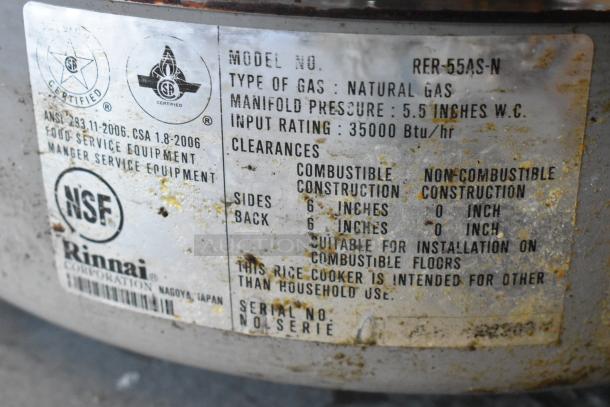 CERTIFIED ®
CERTIFIED ®
ANSI Z83.11-2006. CSA 1.8-2006
FOOD SERVICE EQUIPMENT
MANGER SERVICE EQUIPMENT
NSF
Rinnai®
CORPORATION NAGOYA, JAPAN
MODEL NO. RER-55AS-N
TYPE OF GAS : NATURAL GAS
MANIFOLD PRESSURE : 5.5 INCHES W.C.
INPUT RATING : 35000 Btu/hr
CLEARANCES
COMBUSTIBLE NON-COMBUSTIBLE
CONSTRUCTION CONSTRUCTION
SIDES 6 INCHES 0 INCH
BACK 6 INCHES 0 INCH
SUITABLE FOR INSTALLATION ON
COMBUSTIBLE FLOORS
THIS RICE COOKER IS INTENDED FOR OTHER
THAN HOUSEHOLD USE.
SERIAL NO.
NO. SERIE